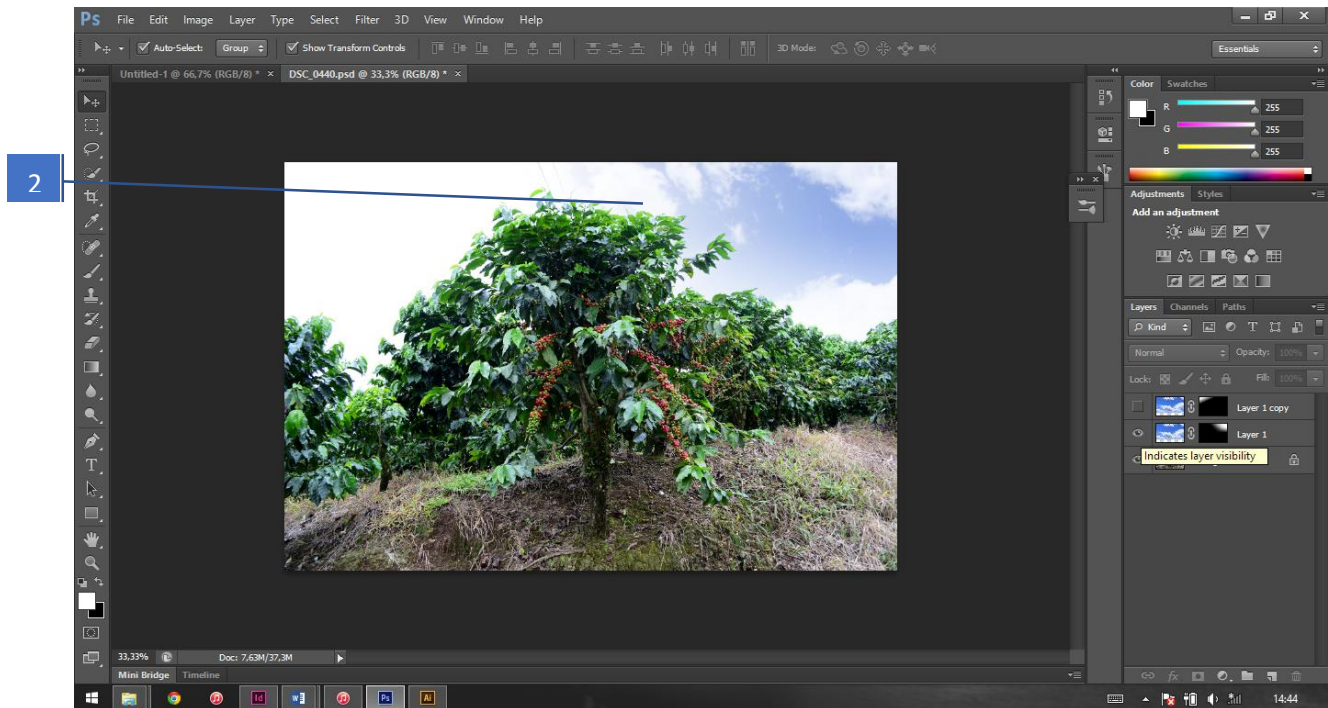 Ps File Edit Image Layer Type Select Filter 3D View Window Help
Auto-Select: Group Show Transform Controls 3D Mode: Essentials
Untitled-1 @ 66,7% (RGB/8) * × DSC_0440.psd @ 33,3% (RGB/8) * ×
Color Swatches
R 255
G 255
B 255
2
Adjustments Styles
Add an adjustment
Layers Channels Paths
Kind
Normal Opacity: 100%
Lock: Fill: 100%
Layer 1 copy
Layer 1
Indicates layer visibility
33,33% Doc: 7,63M/37,3M
Mini Bridge Timeline
Id W Ps Ai 14:44